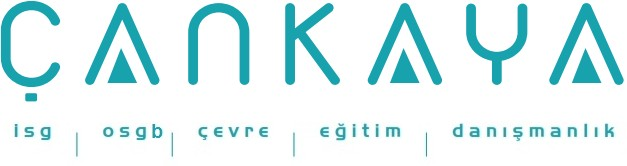 ÇANKAYA
isg | osgb | çevre | eğitim | danışmanlık